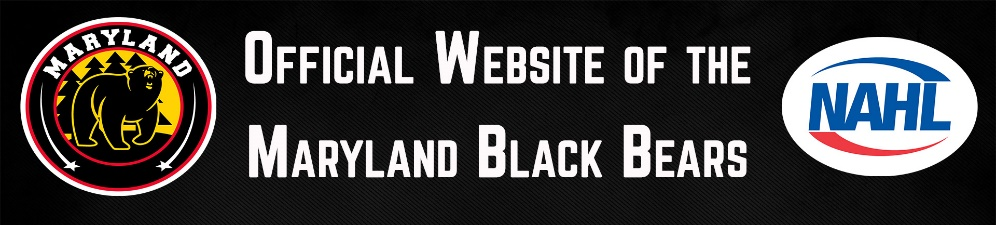 MARYLAND
OFFICIAL WEBSITE OF THE
MARYLAND BLACK BEARS
NAHL